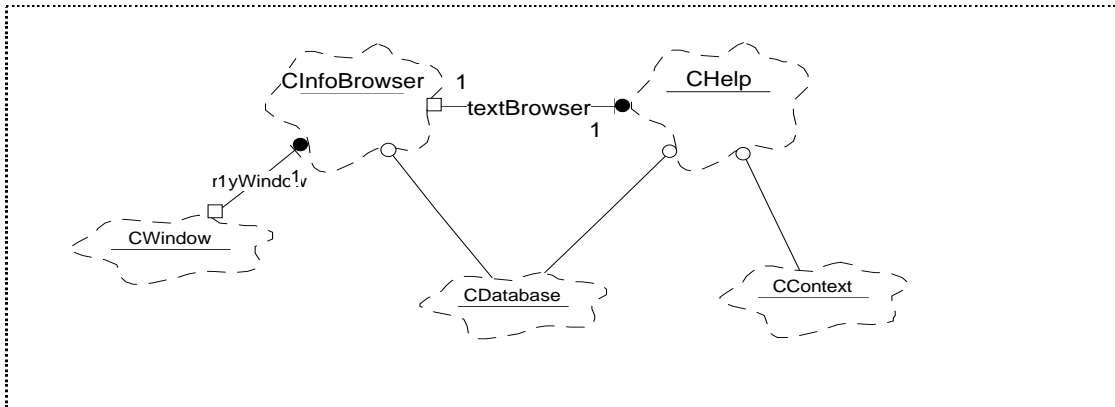 CInfoBrowser
1
CHelp
textBrowser
1
1
CWindow
CDatabase
CContext